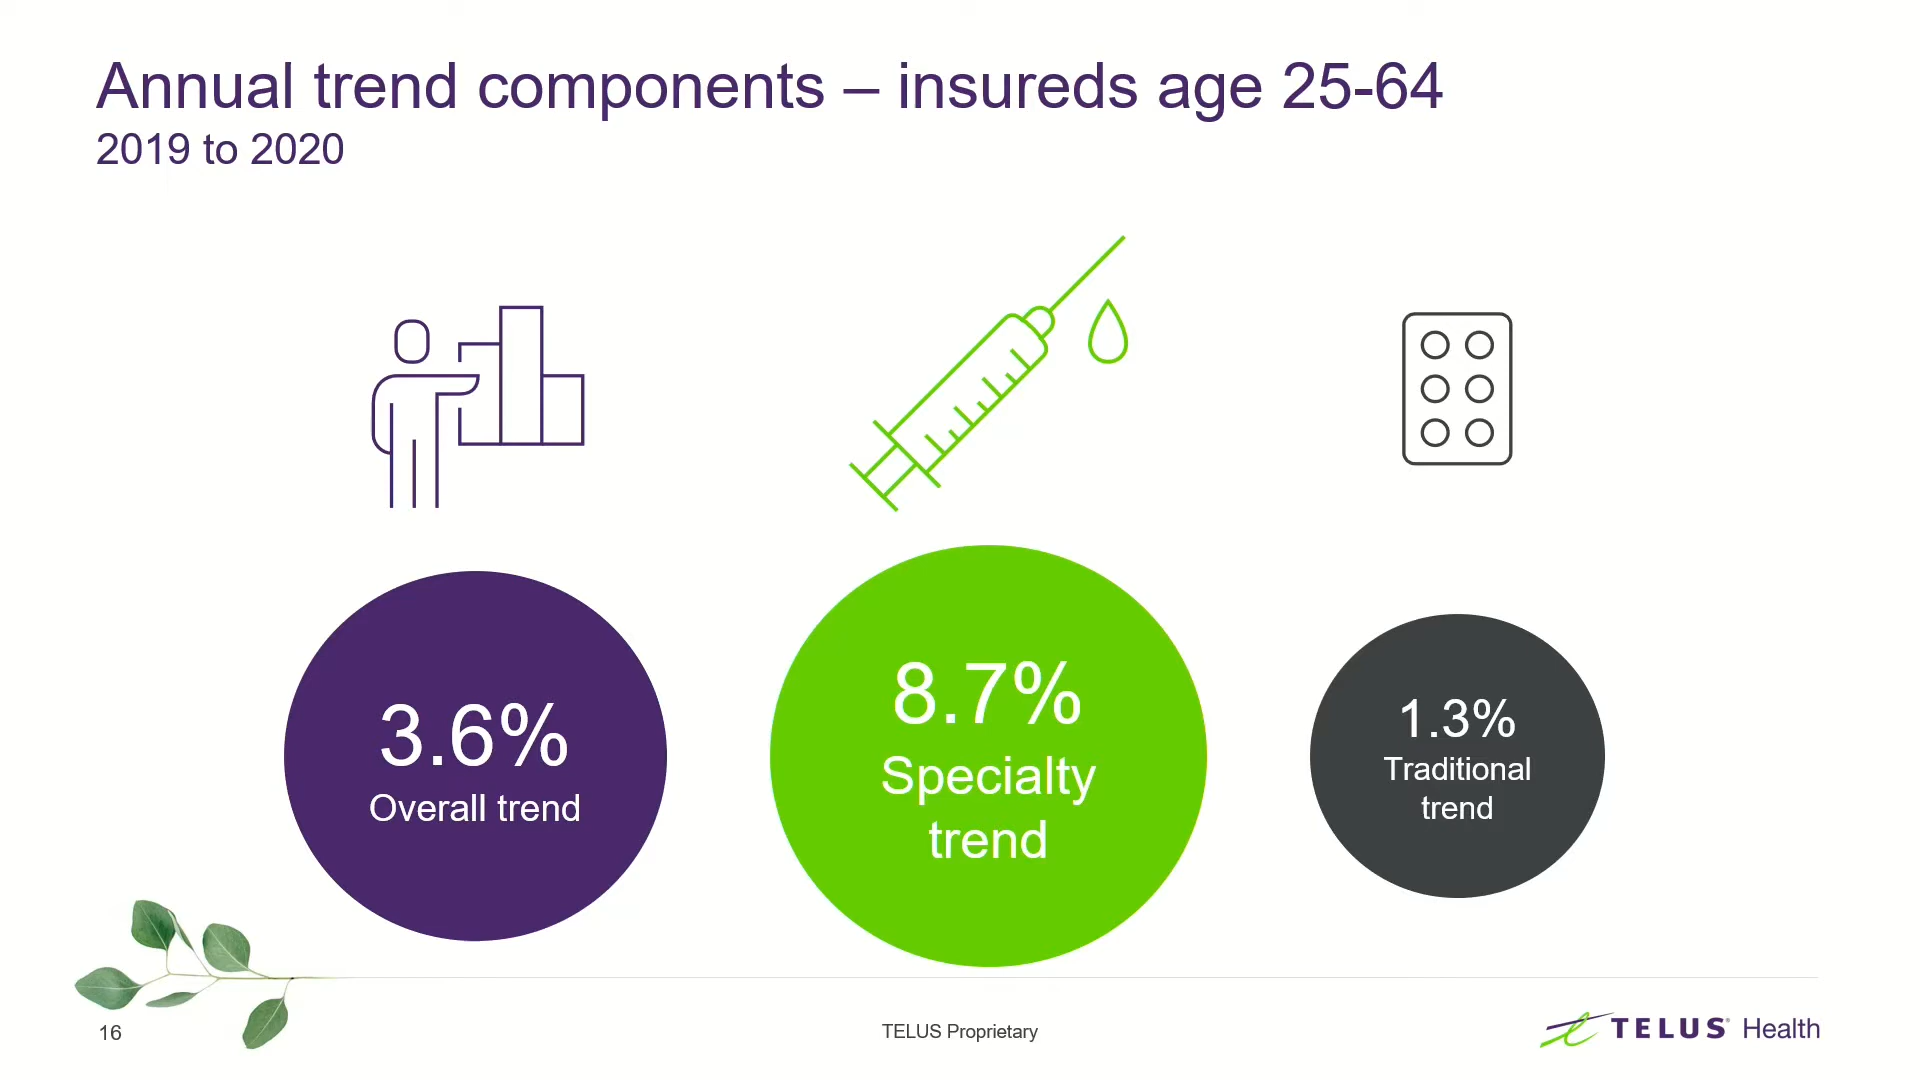 Annual trend components – insureds age 25-64
2019 to 2020
3.6%
Overall trend
8.7%
Specialty
trend
1.3%
Traditional
trend
16
TELUS Proprietary
TELUS® Health